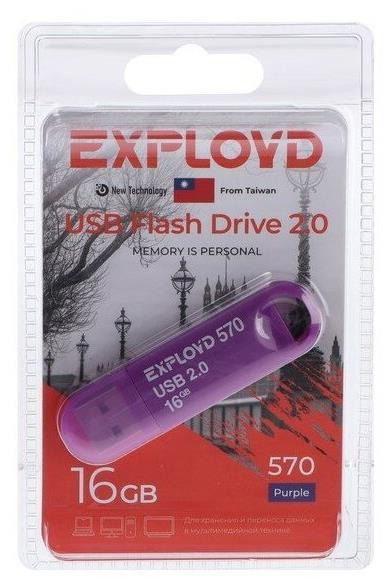 EXPLOYD
New Technology From Taiwan
USB Flash Drive 2.0
MEMORY IS PERSONAL
EXPLOYD 570
USB 2.0
16GB
16GB
570
Purple
Для хранения и переноса данных
в мультимедийной технике